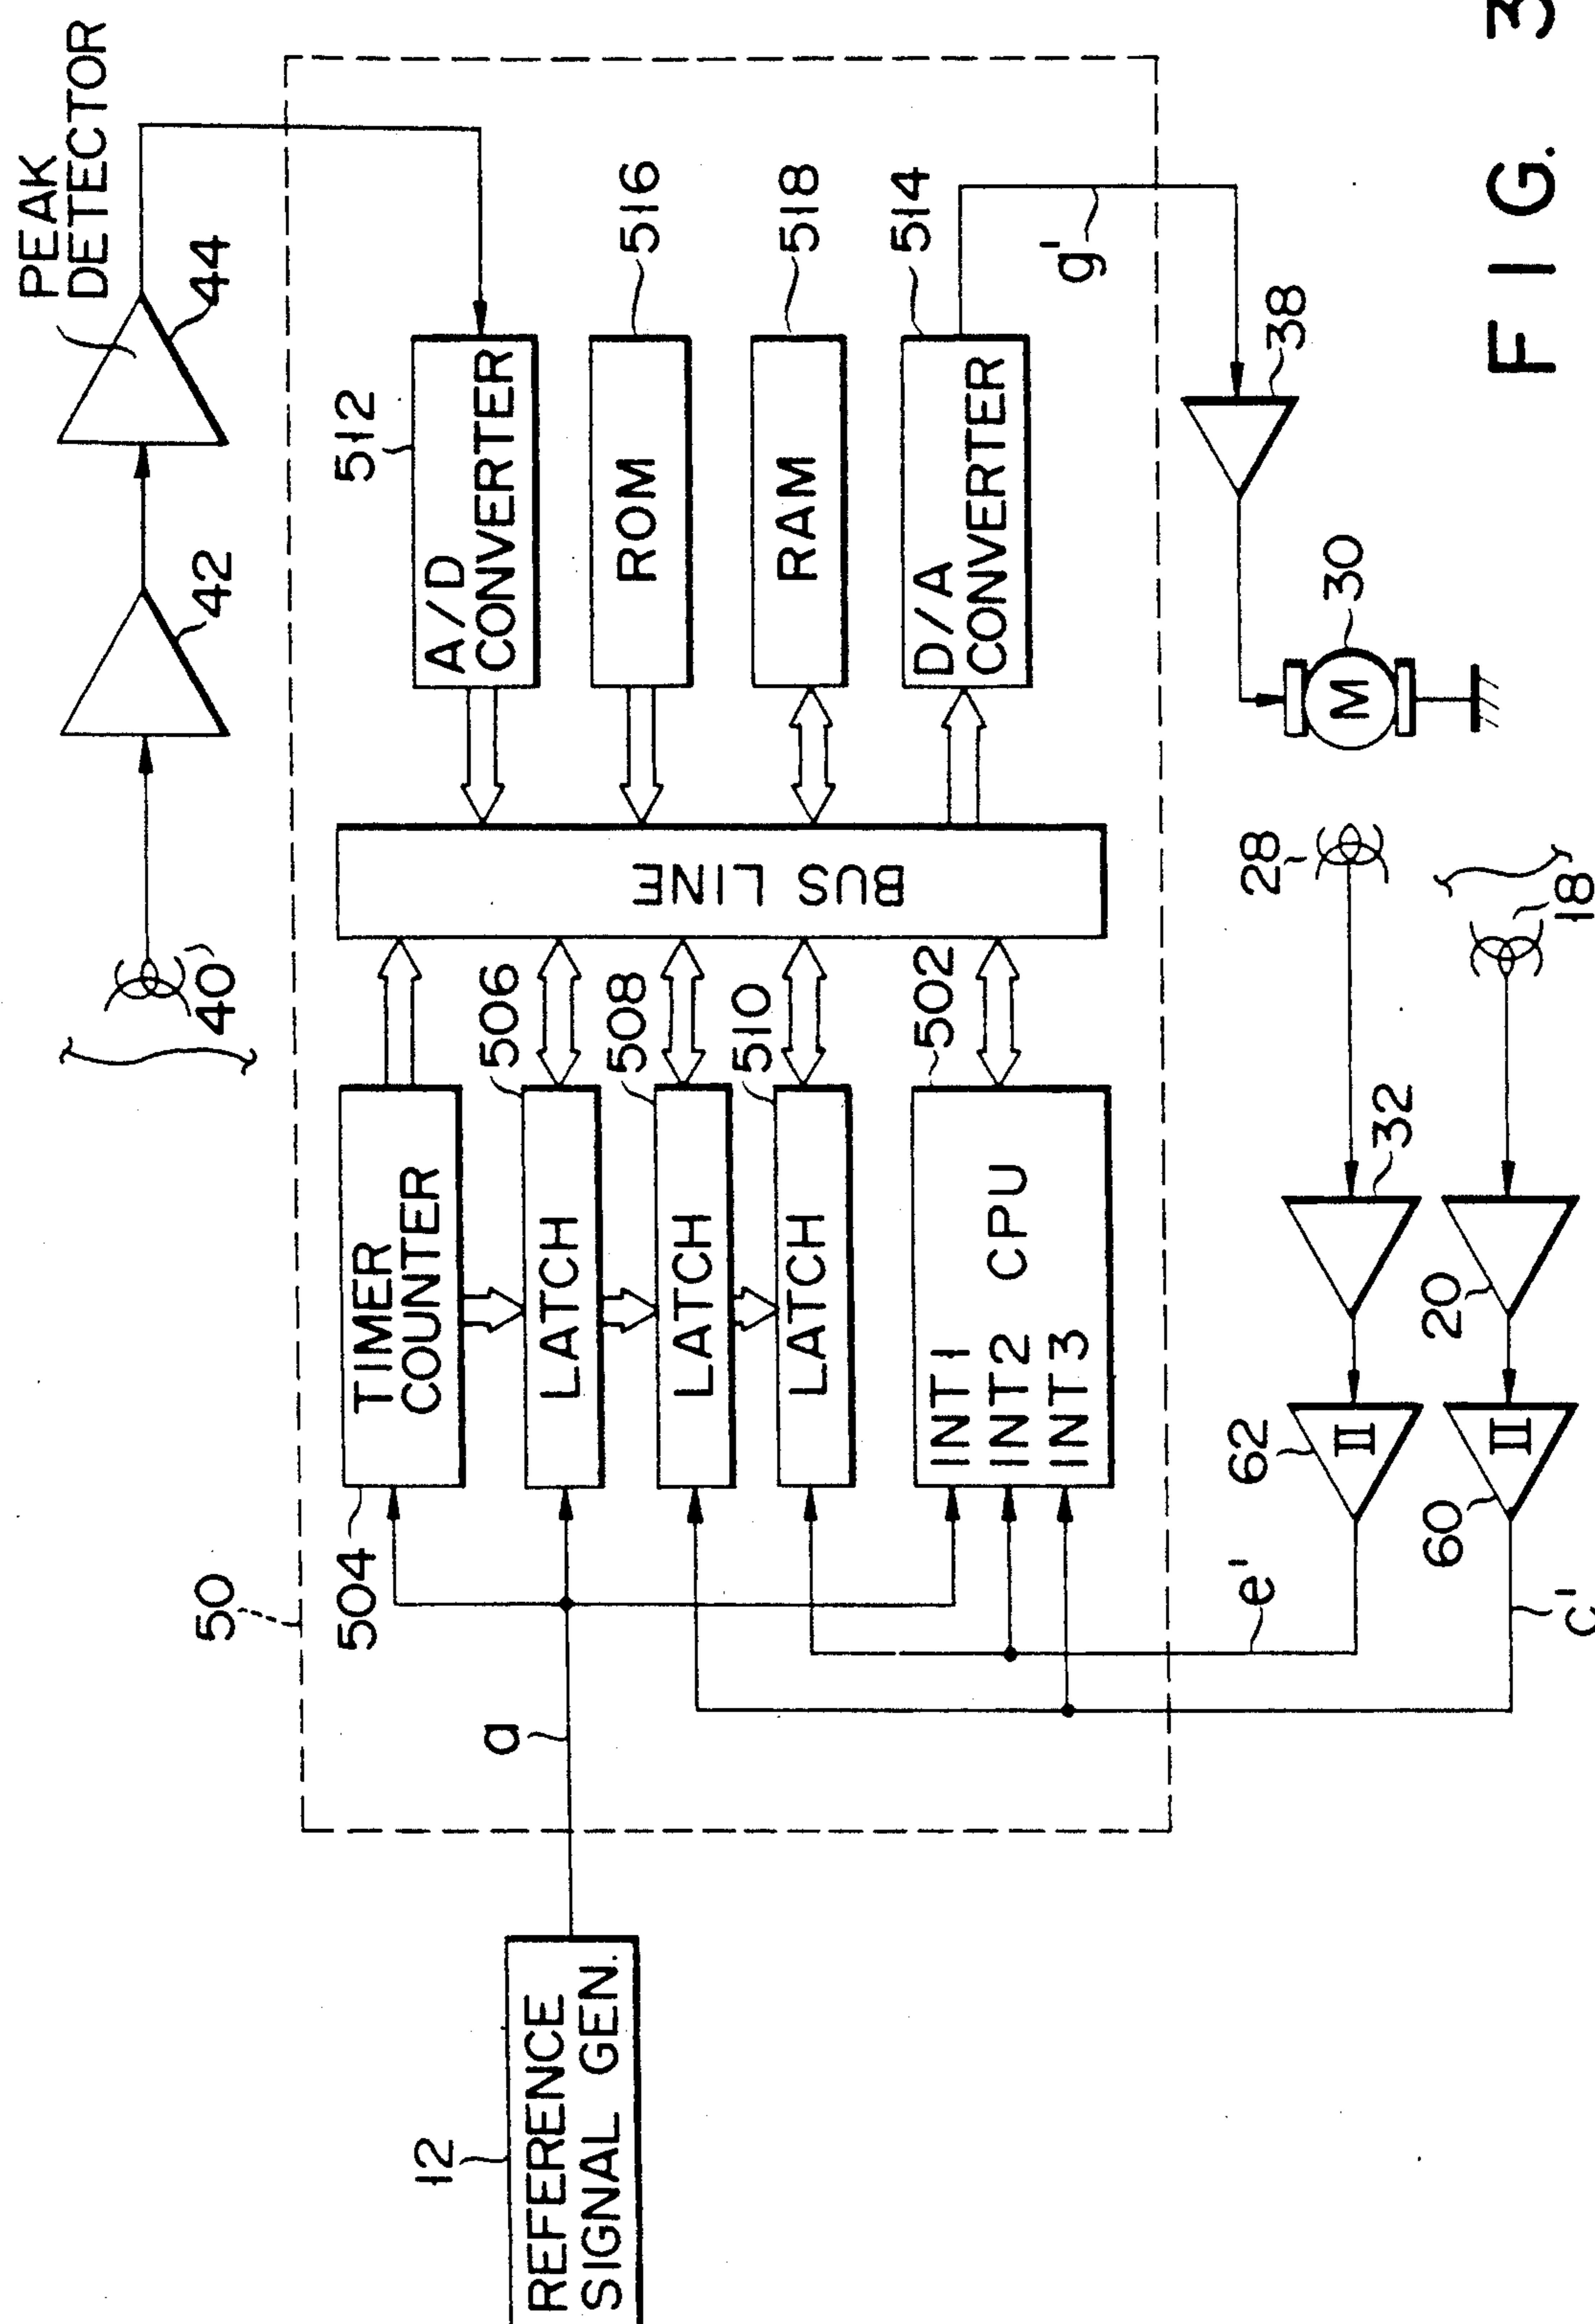 PEAK
DETECTOR
40
42
44
50
504
TIMER
COUNTER
506
LATCH
508
LATCH
510
LATCH
502
INT1
INT2
INT3
CPU
BUS LINE
512
A/D
CONVERTER
516
ROM
518
RAM
514
D/A
CONVERTER
g'
12
REFERENCE
SIGNAL GEN.
a
e'
c'
62
II
60
II
32
20
28
18
M
30
38
FIG. 3